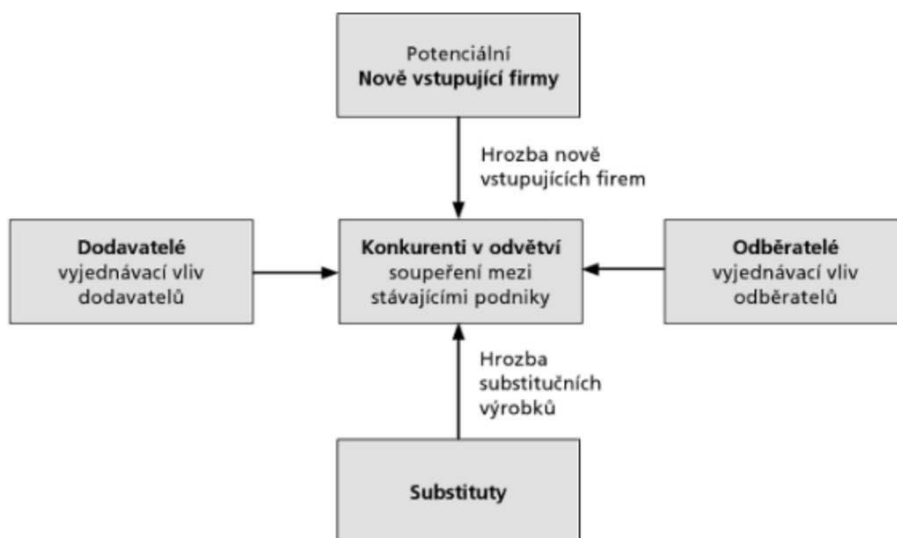 Potenciální
Nově vstupující firmy
Hrozba nově
vstupujících firem
Dodavatelé
vyjednávací vliv
dodavatelů
Konkurenti v odvětví
soupeření mezi
stávajícími podniky
Odběratelé
vyjednávací vliv
odběratelů
Hrozba
substitučních
výrobků
Substituty